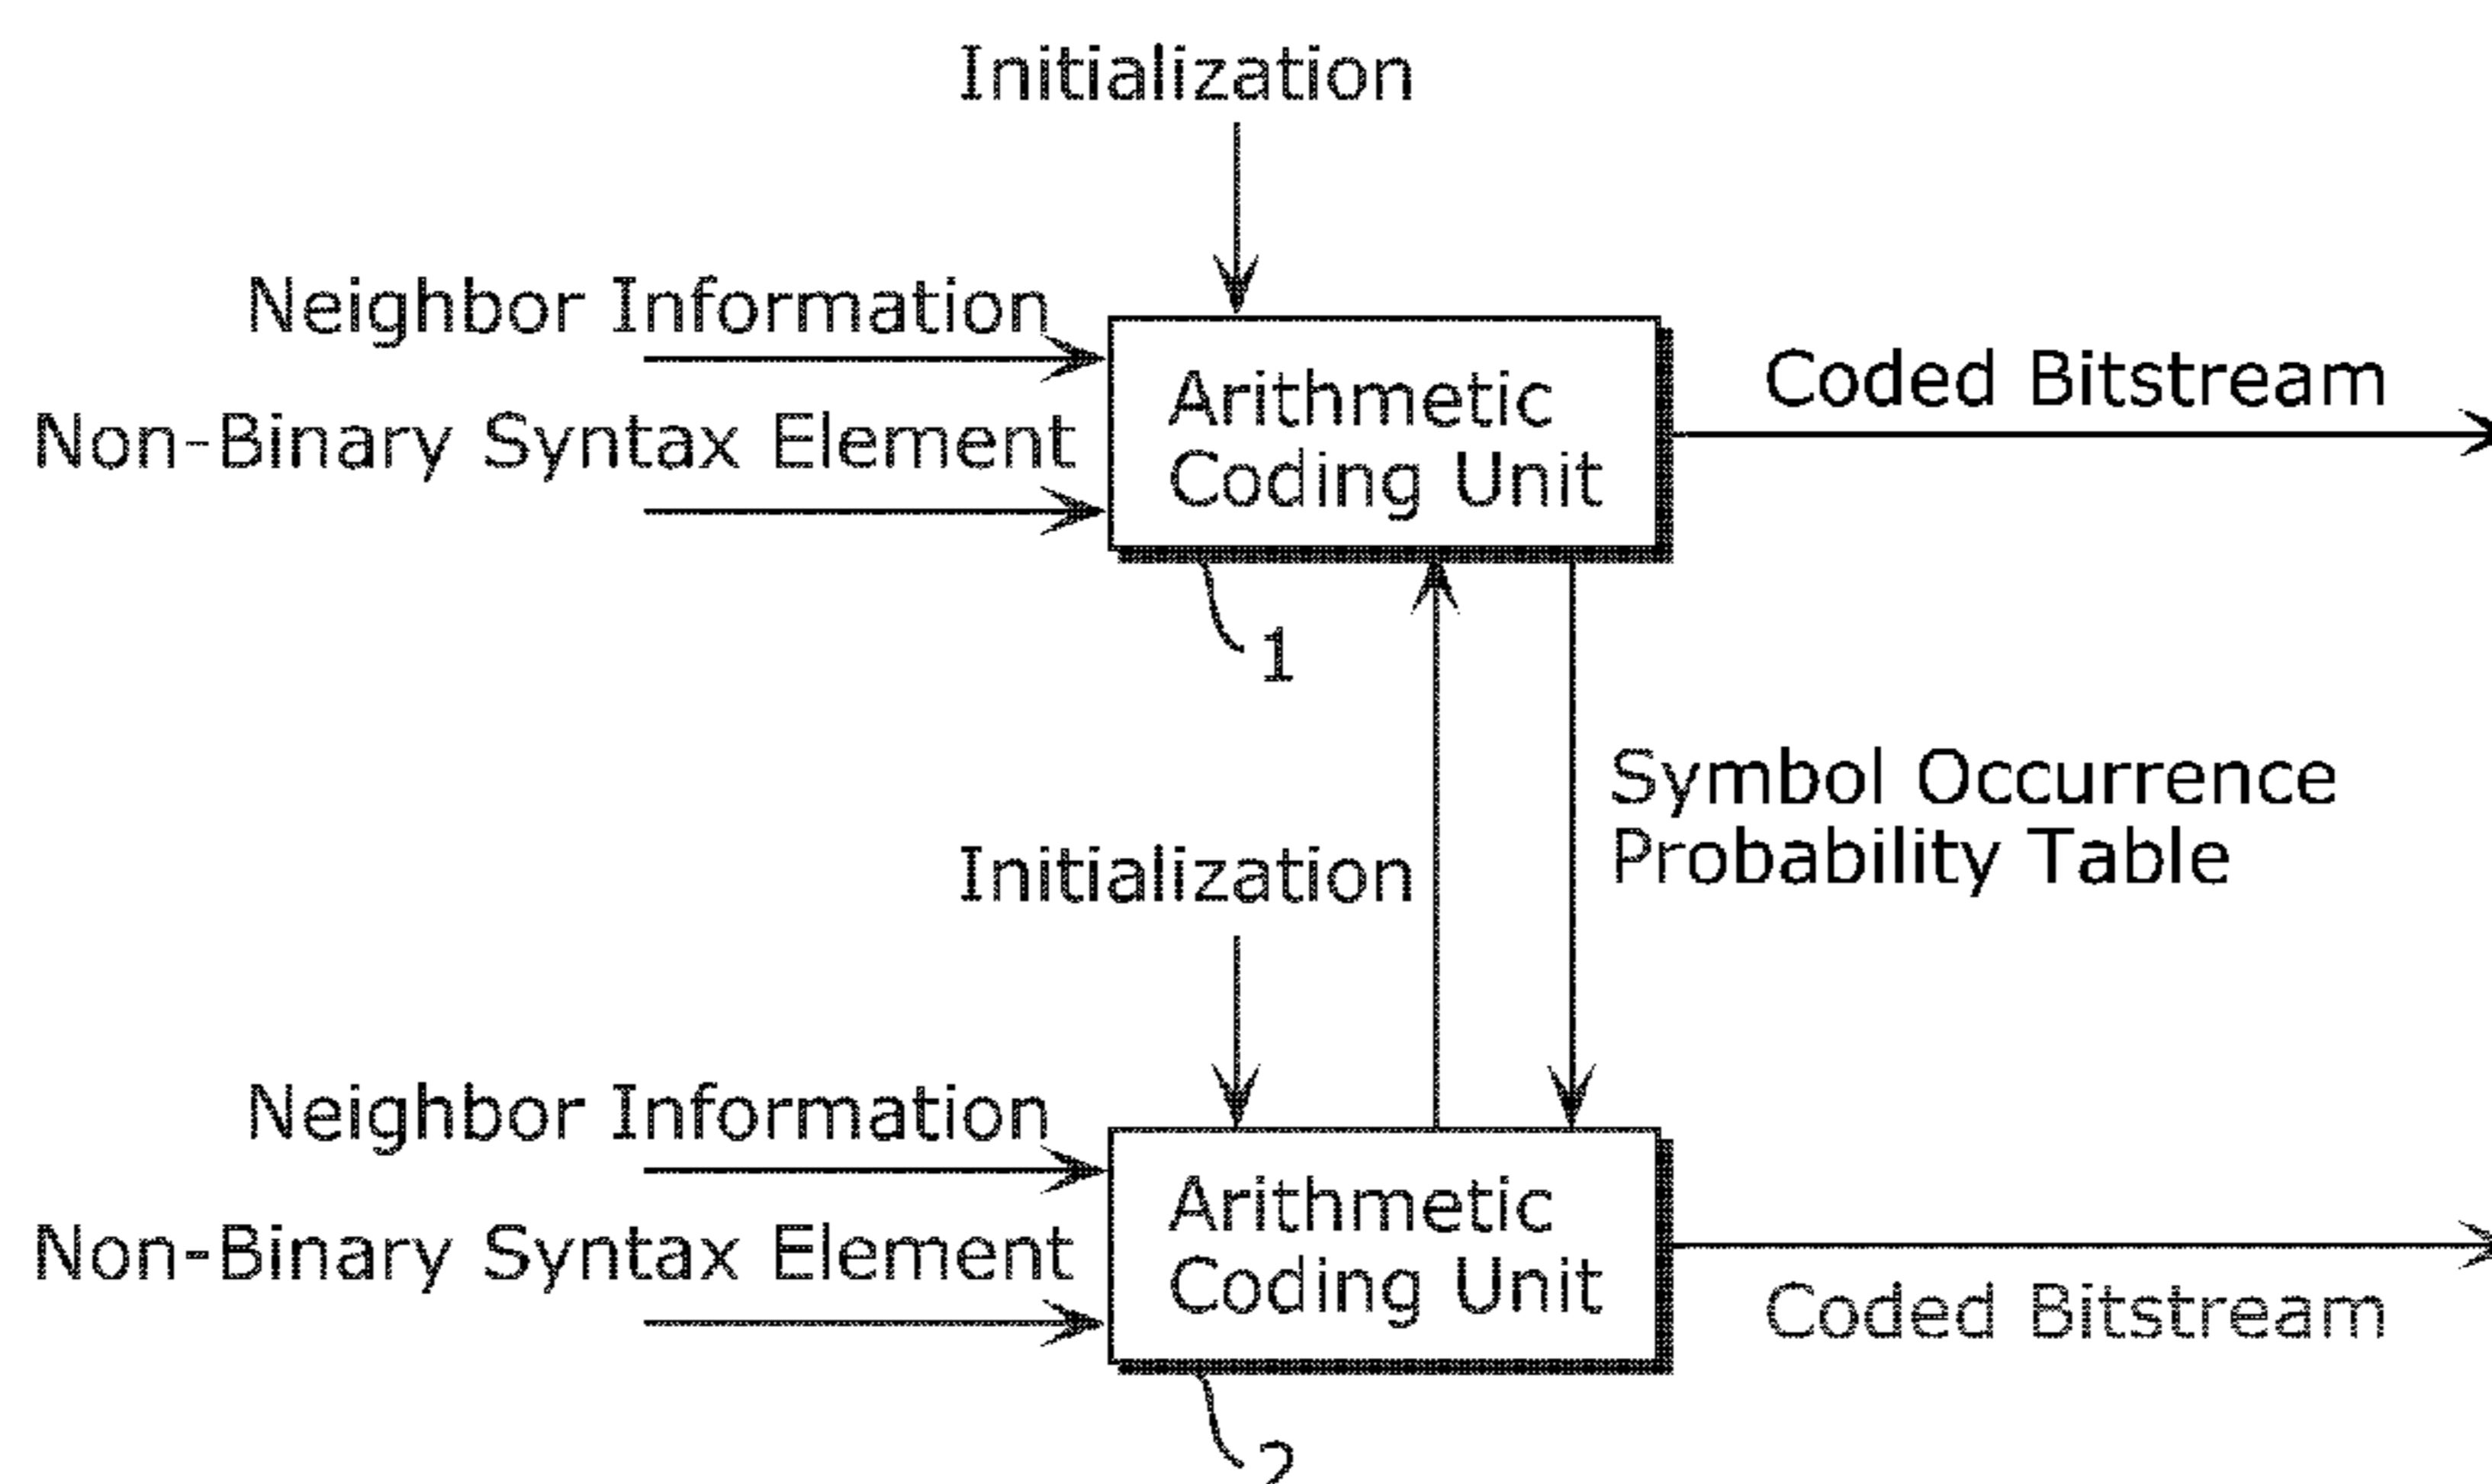 Initialization
Neighbor Information
Non-Binary Syntax Element
Arithmetic
Coding Unit
Coded Bitstream
1
Symbol Occurrence
Probability Table
Initialization
Neighbor Information
Non-Binary Syntax Element
Arithmetic
Coding Unit
Coded Bitstream
2